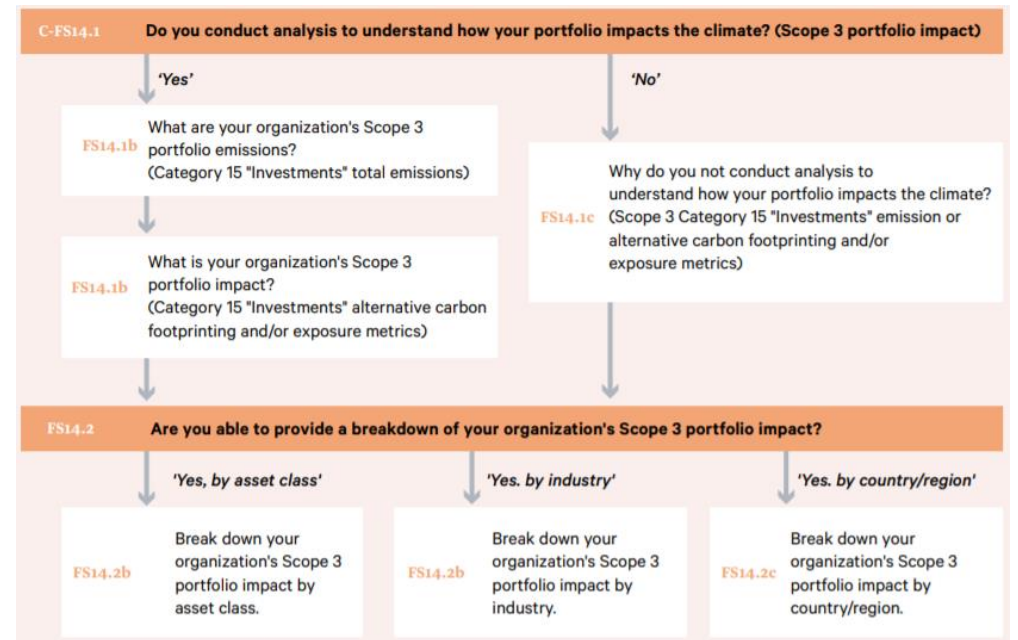 C-FS14.1 Do you conduct analysis to understand how your portfolio impacts the climate? (Scope 3 portfolio impact)
'Yes'
'No'
FS14.1b
What are your organization's Scope 3
portfolio emissions?
(Category 15 "Investments" total emissions)
FS14.1c
Why do you not conduct analysis to
understand how your portfolio impacts the climate?
(Scope 3 Category 15 "Investments" emission or
alternative carbon footprinting and/or
exposure metrics)
FS14.1b
What is your organization's Scope 3
portfolio impact?
(Category 15 "Investments" alternative carbon
footprinting and/or exposure metrics)
FS14.2 Are you able to provide a breakdown of your organization's Scope 3 portfolio impact?
'Yes, by asset class'
'Yes. by industry'
'Yes. by country/region'
FS14.2b
Break down your
organization's Scope 3
portfolio impact by
asset class.
FS14.2b
Break down your
organization's Scope 3
portfolio impact by
industry.
FS14.2c
Break down your
organization's Scope 3
portfolio impact by
country/region.